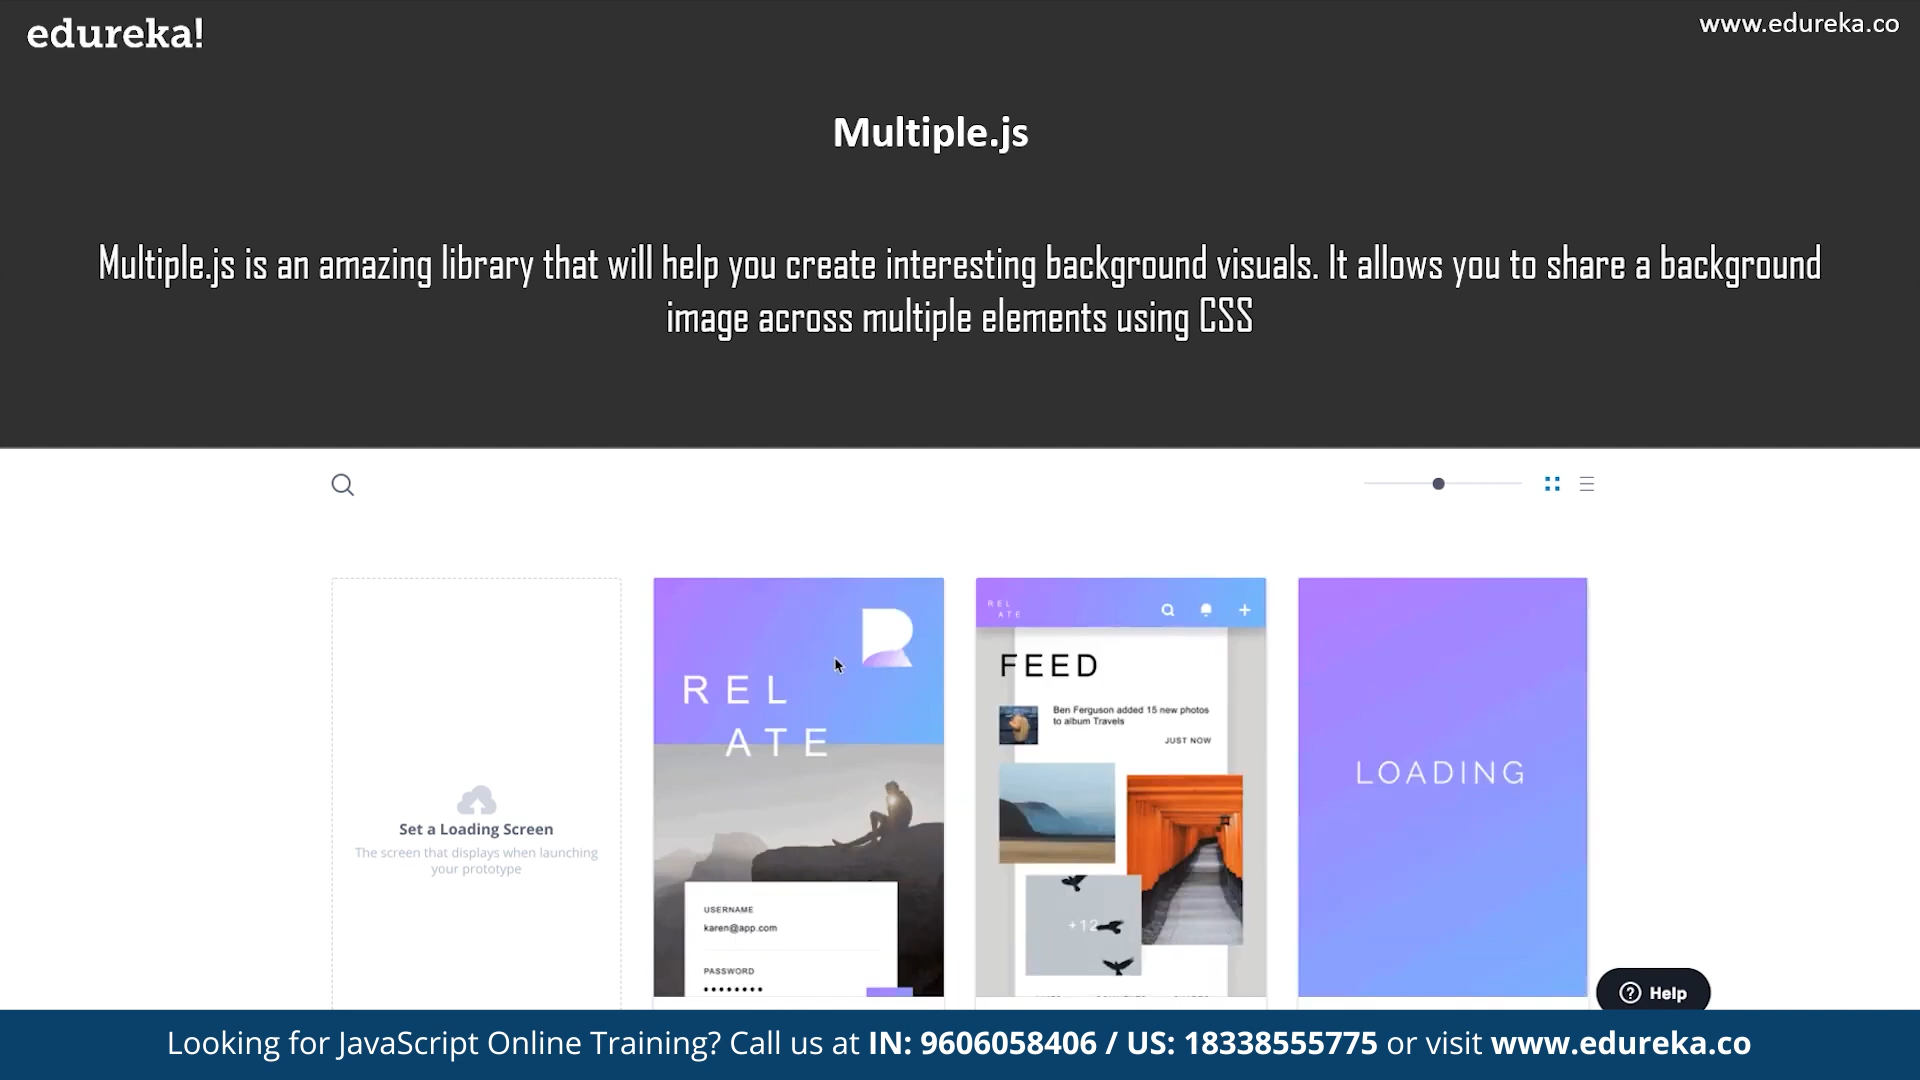 edureka!
www.edureka.co
Multiple.js
Multiple.js is an amazing library that will help you create interesting background visuals. It allows you to share a background
image across multiple elements using CSS
Set a Loading Screen
The screen that displays when launching
your prototype
REL
ATE
USERNAME
karen@app.com
PASSWORD
REL
ATE
FEED
Ben Ferguson added 15 new photos
to album Travels
JUST NOW
+12
LOADING
Help
Looking for JavaScript Online Training? Call us at IN: 9606058406 / US: 18338555775 or visit www.edureka.co